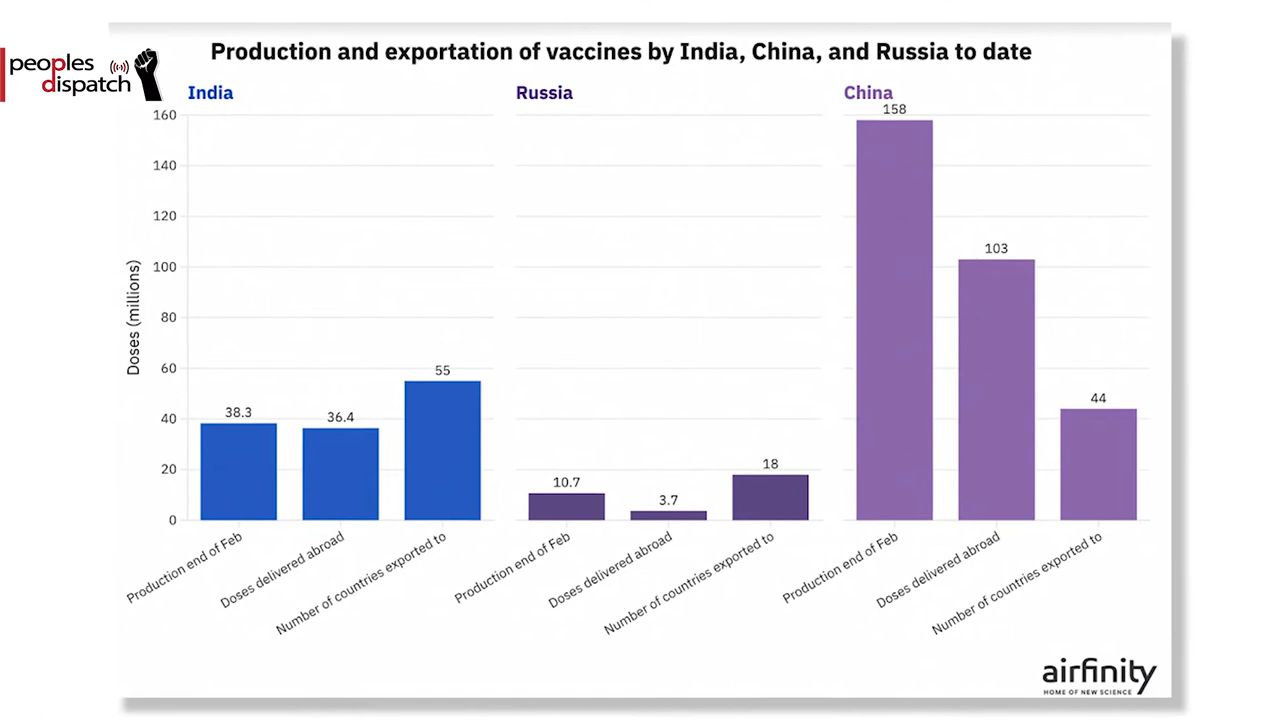 peoples
dispatch
Production and exportation of vaccines by India, China, and Russia to date
India
Russia
China
Doses (millions)
160
140
120
100
80
60
40
20
0
38.3
36.4
55
10.7
3.7
18
158
103
44
Production end of Feb
Doses delivered abroad
Number of countries exported to
Production end of Feb
Doses delivered abroad
Number of countries exported to
Production end of Feb
Doses delivered abroad
Number of countries exported to
airfinity
HOME OF NEW SCIENCE